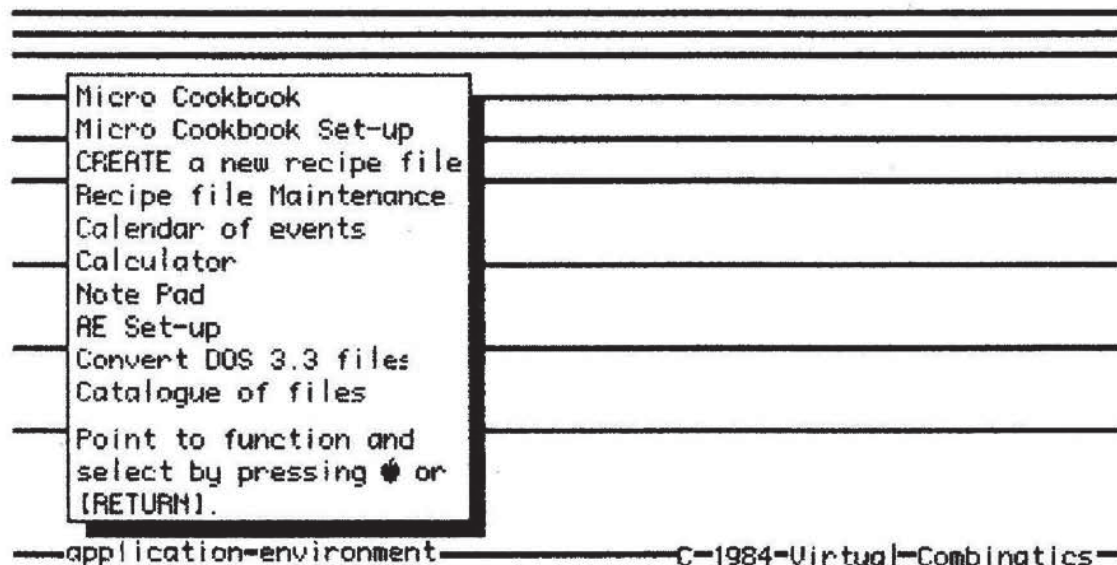 Micro Cookbook
Micro Cookbook Set-up
CREATE a new recipe file
Recipe file Maintenance
Calendar of events
Calculator
Note Pad
AE Set-up
Convert DOS 3.3 files
Catalogue of files
Point to function and
select by pressing  or
[RETURN].
application-environment
C-1984-Virtual-Combinatics